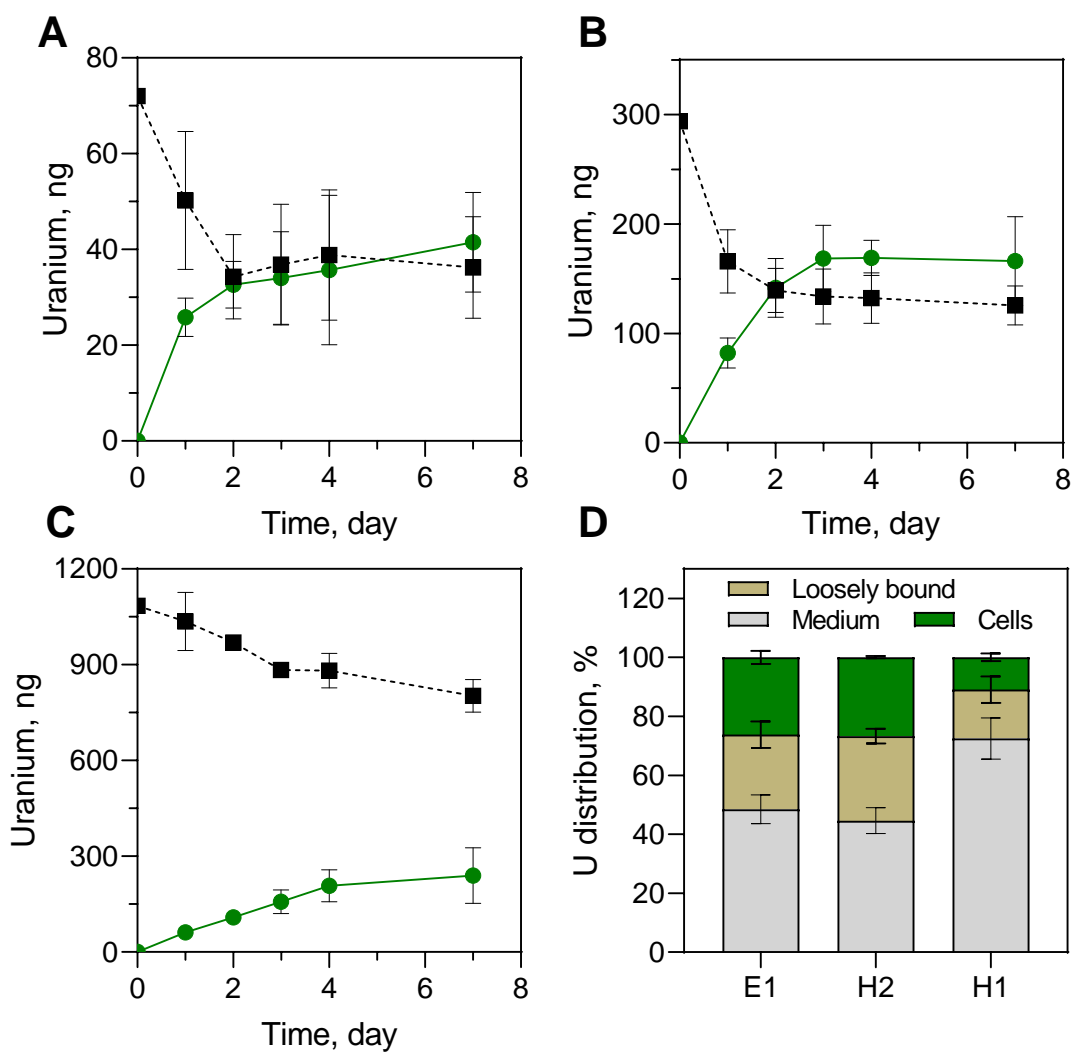 A
80
60
40
20
0
Uranium, ng
0 2 4 6 8
Time, day
B
300
200
100
0
Uranium, ng
0 2 4 6 8
Time, day
C
1200
900
600
300
0
Uranium, ng
0 2 4 6 8
Time, day
D
Loosely bound
Medium Cells
120
100
80
60
40
20
0
U distribution, %
E1 H2 H1